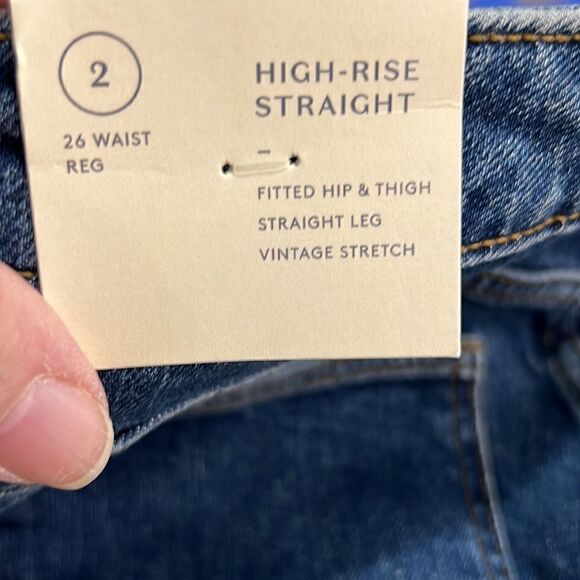 2
26 WAIST
REG
HIGH-RISE
STRAIGHT
–
FITTED HIP & THIGH
STRAIGHT LEG
VINTAGE STRETCH